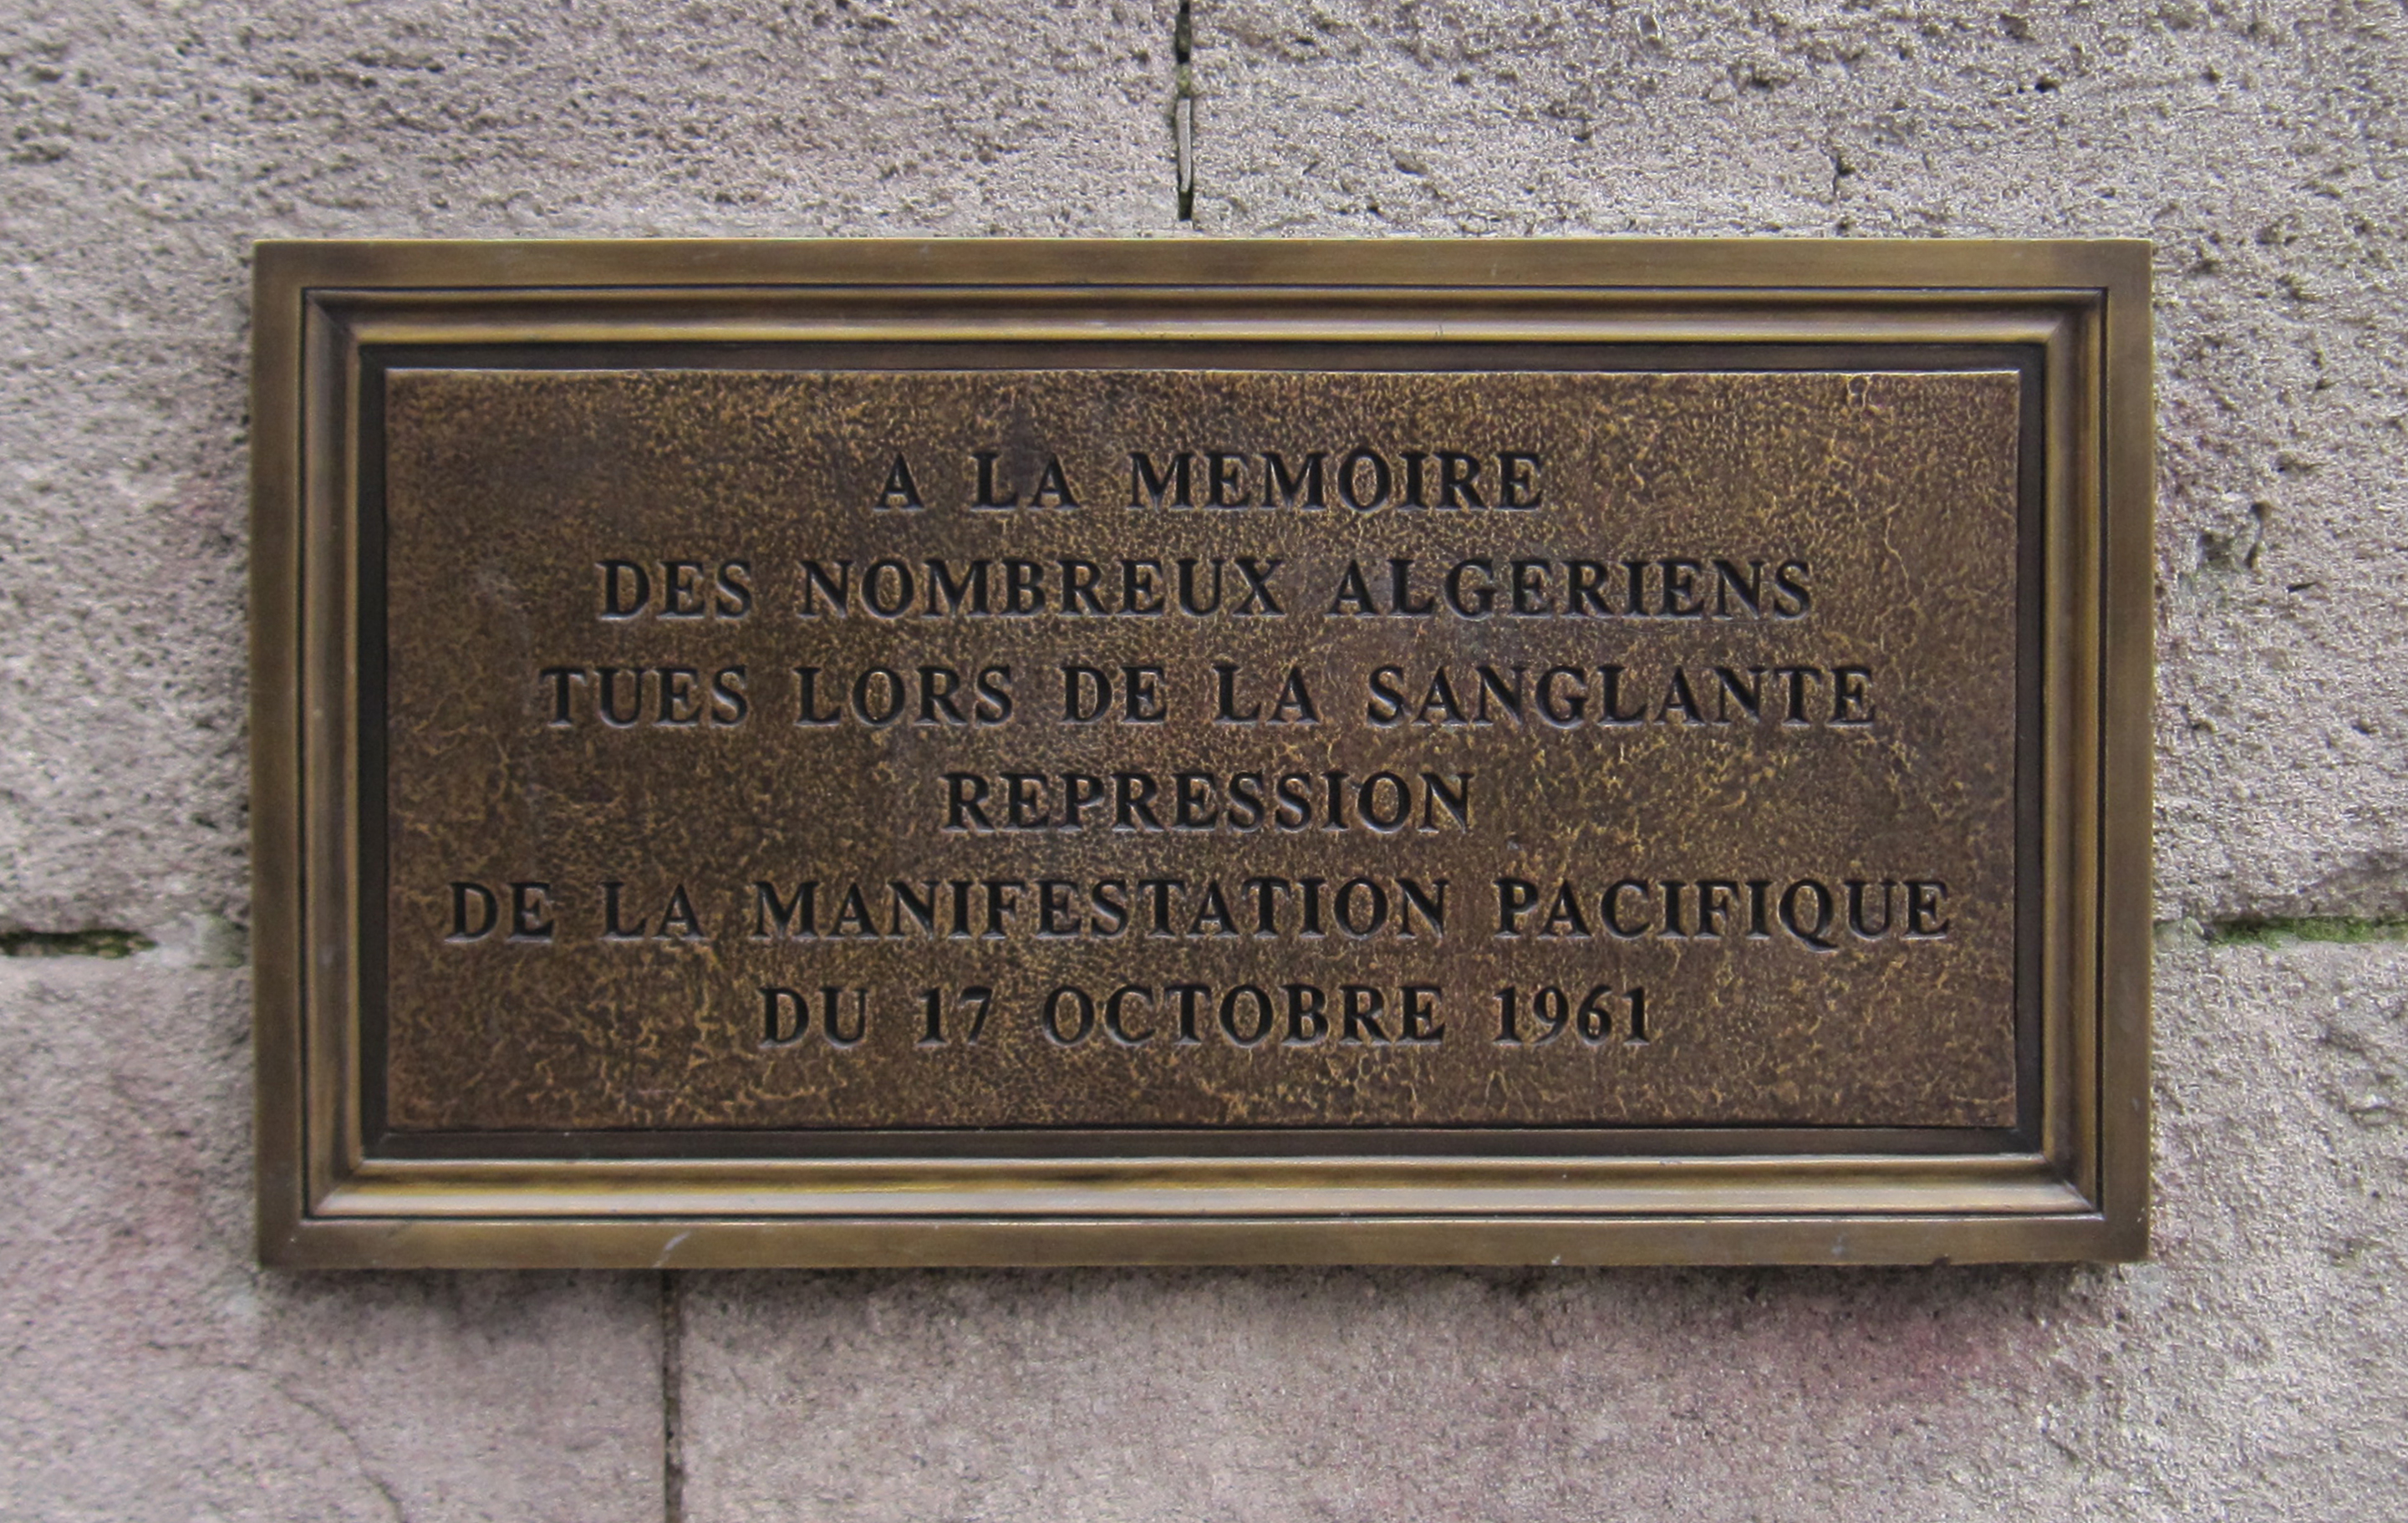 A LA MEMOIRE
DES NOMBREUX ALGERIENS
TUES LORS DE LA SANGLANTE
REPRESSION
DE LA MANIFESTATION PACIFIQUE
DU 17 OCTOBRE 1961